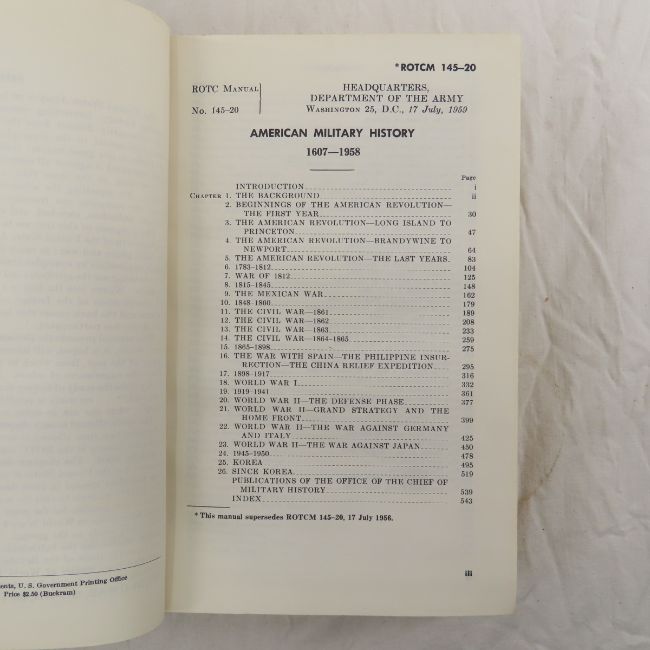 ents, U. S. Government Printing Office
Price $2.50 (Buckram)
*ROTCM 145–20
ROTC MANUAL
No. 145–20
HEADQUARTERS,
DEPARTMENT OF THE ARMY
WASHINGTON 25, D.C., 17 July, 1959
AMERICAN MILITARY HISTORY
1607—1958
Page
INTRODUCTION i
CHAPTER 1. THE BACKGROUND ii
2. BEGINNINGS OF THE AMERICAN REVOLUTION—
THE FIRST YEAR 30
3. THE AMERICAN REVOLUTION—LONG ISLAND TO
PRINCETON 47
4. THE AMERICAN REVOLUTION—BRANDYWINE TO
NEWPORT 64
5. THE AMERICAN REVOLUTION—THE LAST YEARS. 83
6. 1783–1812 104
7. WAR OF 1812 125
8. 1815–1845 148
9. THE MEXICAN WAR 162
10. 1848–1860 179
11. THE CIVIL WAR—1861 189
12. THE CIVIL WAR—1862 208
13. THE CIVIL WAR—1863 233
14. THE CIVIL WAR—1864–1865 259
15. 1865–1898 275
16. THE WAR WITH SPAIN—THE PHILIPPINE INSUR-
RECTION—THE CHINA RELIEF EXPEDITION 295
17. 1898–1917 316
18. WORLD WAR I 332
19. 1919–1941 361
20. WORLD WAR II—THE DEFENSE PHASE 377
21. WORLD WAR II—GRAND STRATEGY AND THE
HOME FRONT 399
22. WORLD WAR II—THE WAR AGAINST GERMANY
AND ITALY 425
23. WORLD WAR II—THE WAR AGAINST JAPAN 450
24. 1945–1950 478
25. KOREA 495
26. SINCE KOREA 519
PUBLICATIONS OF THE OFFICE OF THE CHIEF OF
MILITARY HISTORY 539
INDEX 543
* This manual supersedes ROTCM 145–20, 17 July 1956.
iii